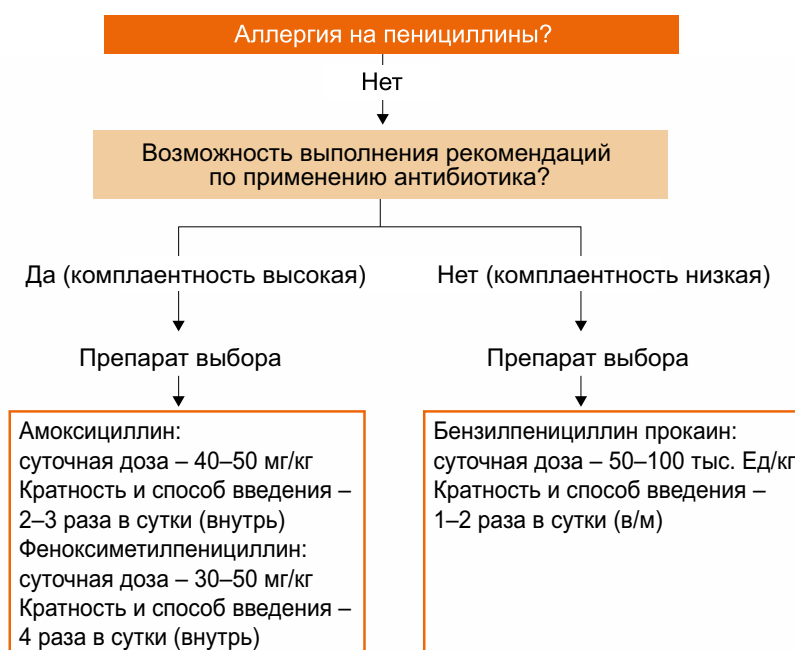 Аллергия на пенициллины?
Нет
Возможность выполнения рекомендаций
по применению антибиотика?
Да (комплаентность высокая)
Нет (комплаентность низкая)
Препарат выбора
Препарат выбора
Амоксициллин:
суточная доза – 40–50 мг/кг
Кратность и способ введения –
2–3 раза в сутки (внутрь)
Феноксиметилпенициллин:
суточная доза – 30–50 мг/кг
Кратность и способ введения –
4 раза в сутки (внутрь)
Бензилпенициллин прокаин:
суточная доза – 50–100 тыс. Ед/кг
Кратность и способ введения –
1–2 раза в сутки (в/м)